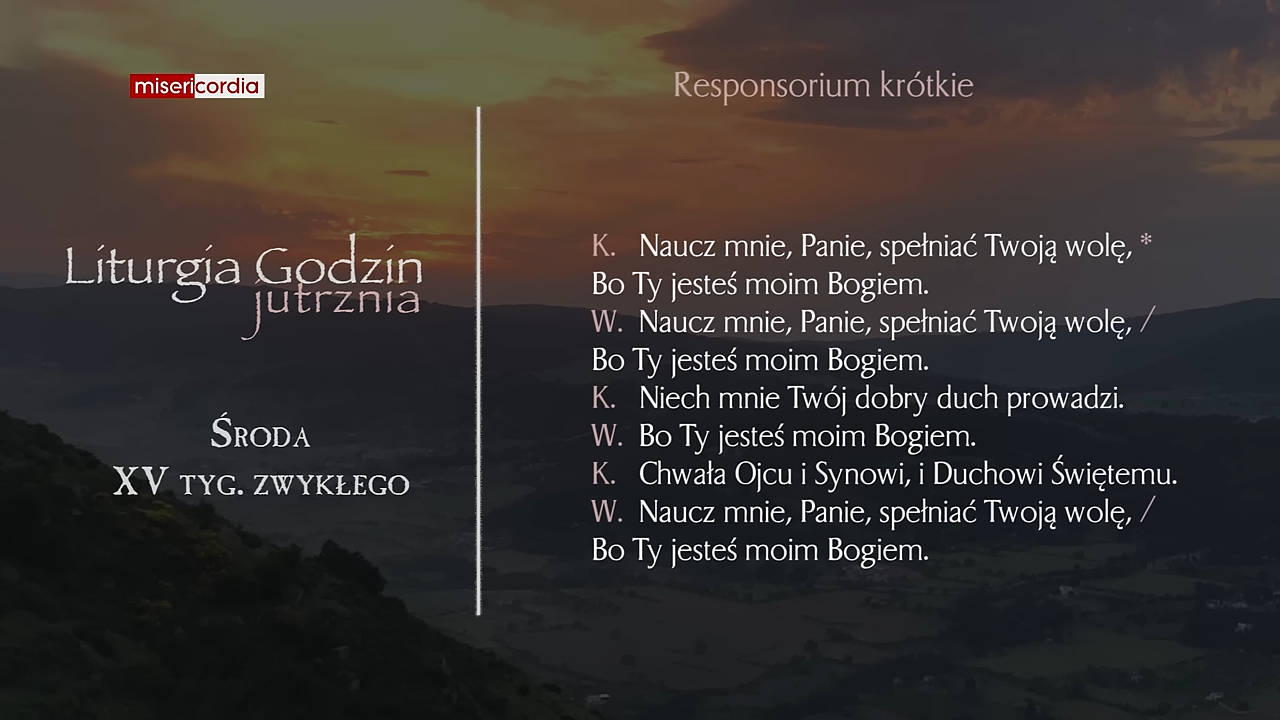 misericordia
Liturgia Godzin
jutrznia
Środa
XV tyg. zwykłego
Responsorium krótkie
K. Naucz mnie, Panie, spełniać Twoją wolę, *
Bo Ty jesteś moim Bogiem.
W. Naucz mnie, Panie, spełniać Twoją wolę, /
Bo Ty jesteś moim Bogiem.
K. Niech mnie Twój dobry duch prowadzi.
W. Bo Ty jesteś moim Bogiem.
K. Chwała Ojcu i Synowi, i Duchowi Świętemu.
W. Naucz mnie, Panie, spełniać Twoją wolę, /
Bo Ty jesteś moim Bogiem.